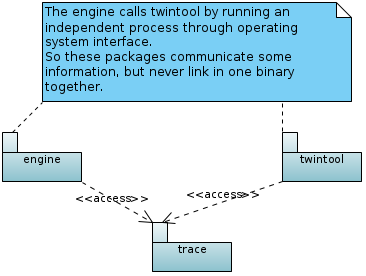 The engine calls twintool by running an
independent process through operating
system interface.
So these packages communicate some
information, but never link in one binary
together.
engine
twintool
<<access>>
<<access>>
trace